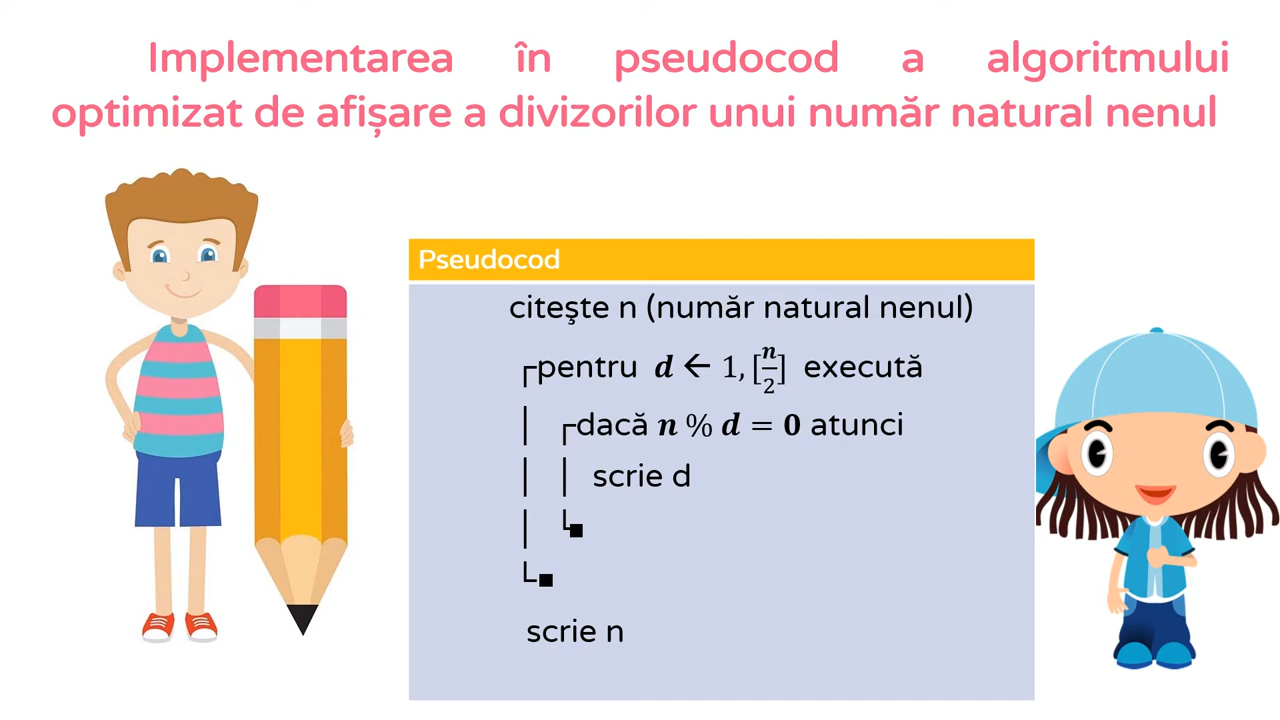 Implementarea în pseudocod a algoritmului
optimizat de afișare a divizorilor unui număr natural nenul
Pseudocod
citeşte n (număr natural nenul)
┌pentru d ← 1, [n/2] execută
│ ┌dacă n % d = 0 atunci
│ │ scrie d
│ └■
└■
scrie n